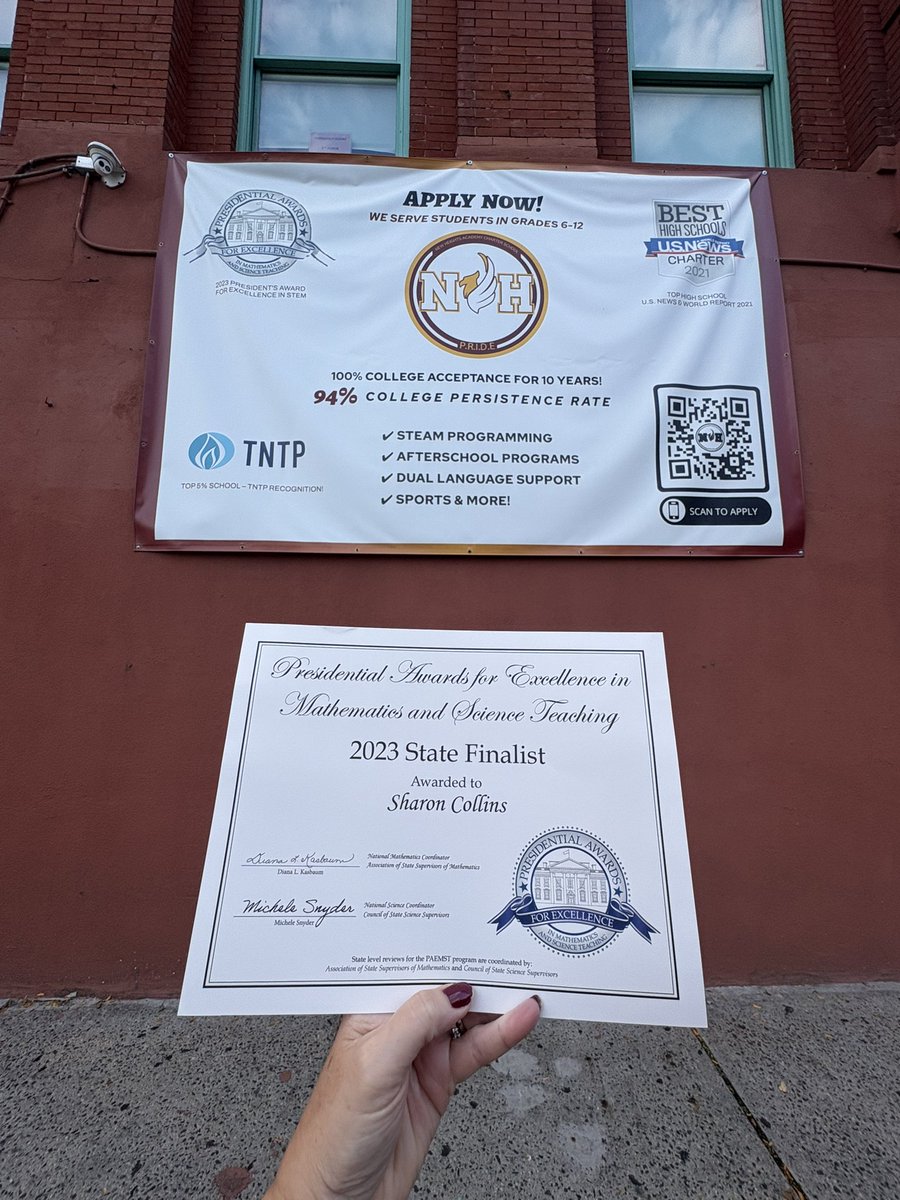 APPLY NOW!
WE SERVE STUDENTS IN GRADES 6-12
PRESIDENTIAL AWARDS
FOR EXCELLENCE
IN MATHEMATICS
AND SCIENCE TEACHING
2023 PRESIDENT'S AWARD
FOR EXCELLENCE IN STEM
NEW HEIGHTS ACADEMY CHARTER SCHOOL
NH
P.R.I.D.E
BEST
HIGH SCHOOLS
U.S.NEWS
CHARTER
2021
TOP HIGH SCHOOL
U.S. NEWS & WORLD REPORT 2021
100% COLLEGE ACCEPTANCE FOR 10 YEARS!
94% COLLEGE PERSISTENCE RATE
TNTP
TOP 5% SCHOOL – TNTP RECOGNITION!
✔ STEAM PROGRAMMING
✔ AFTERSCHOOL PROGRAMS
✔ DUAL LANGUAGE SUPPORT
✔ SPORTS & MORE!
NH
SCAN TO APPLY
Presidential Awards for Excellence in
Mathematics and Science Teaching
2023 State Finalist
Awarded to
Sharon Collins
Diana L Kasbaum
Diana L. Kasbaum
National Mathematics Coordinator
Association of State Supervisors of Mathematics
Michele Snyder
Michele Snyder
National Science Coordinator
Council of State Science Supervisors
PRESIDENTIAL AWARDS
FOR EXCELLENCE
IN MATHEMATICS
AND SCIENCE TEACHING
State level reviews for the PAEMST program are coordinated by:
Association of State Supervisors of Mathematics and Council of State Science Supervisors